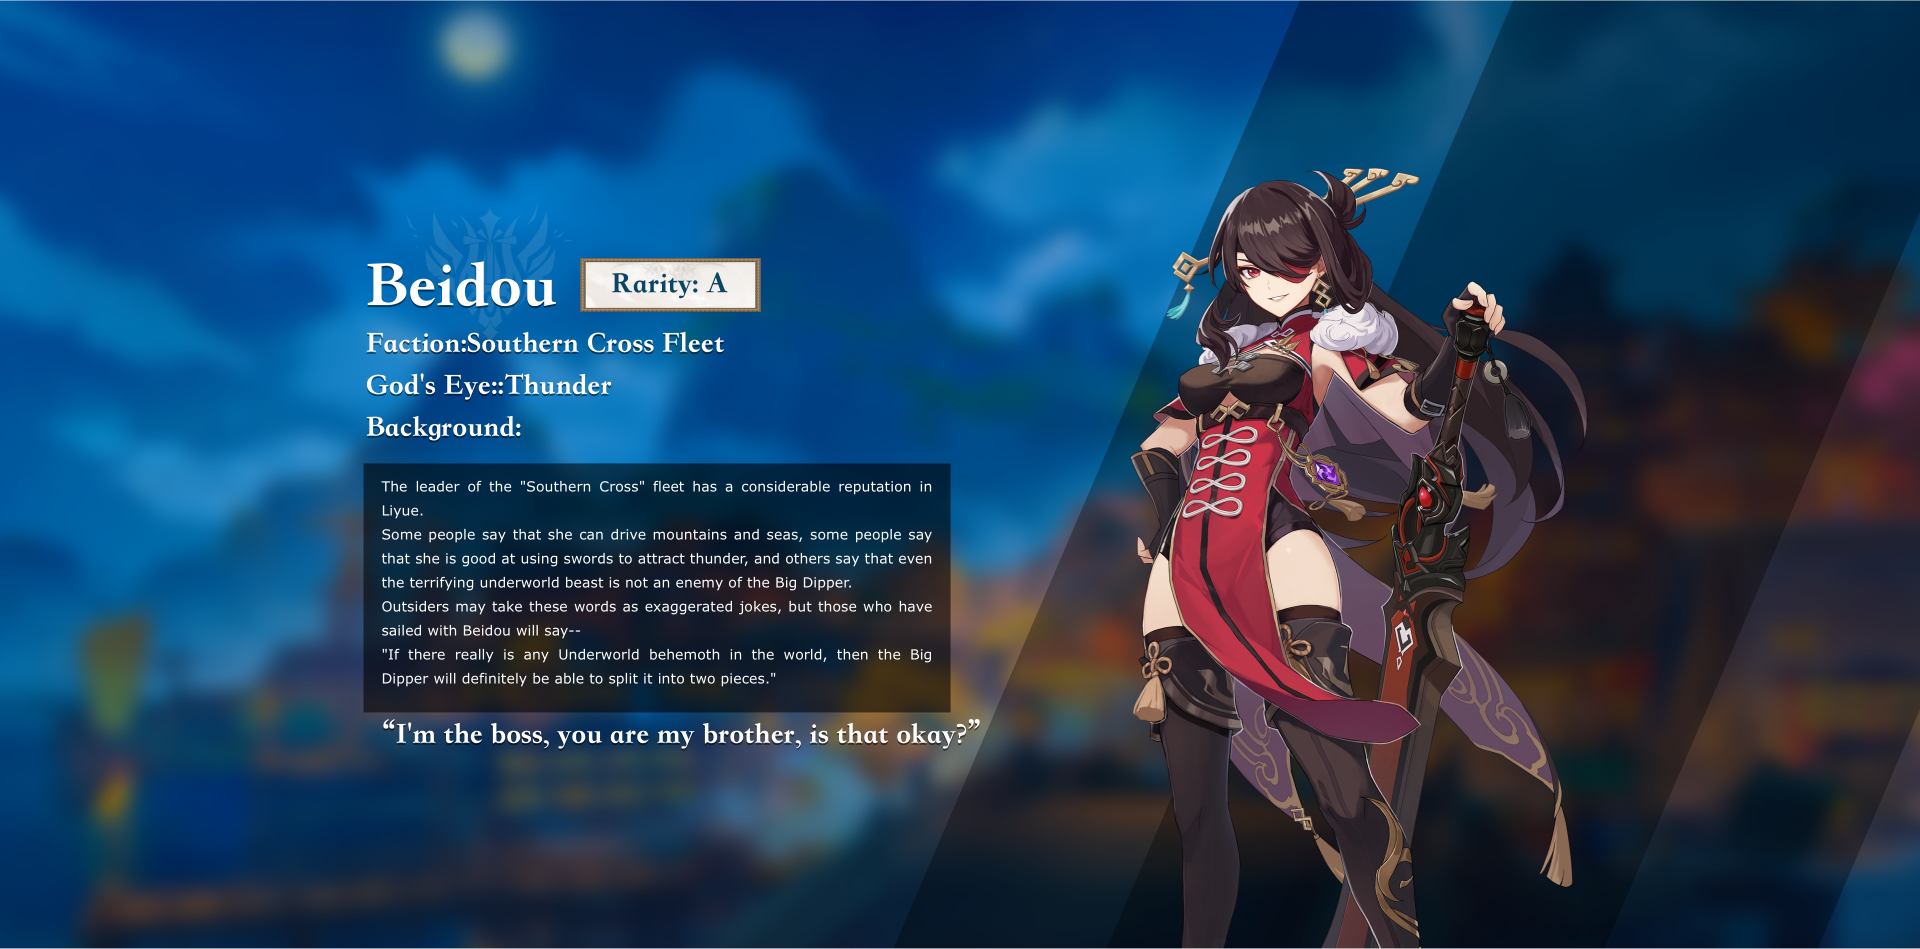 Beidou
Rarity: A
Faction:Southern Cross Fleet
God's Eye::Thunder
Background:
The leader of the "Southern Cross" fleet has a considerable reputation in
Liyue.
Some people say that she can drive mountains and seas, some people say
that she is good at using swords to attract thunder, and others say that even
the terrifying underworld beast is not an enemy of the Big Dipper.
Outsiders may take these words as exaggerated jokes, but those who have
sailed with Beidou will say--
"If there really is any Underworld behemoth in the world, then the Big
Dipper will definitely be able to split it into two pieces."
“I'm the boss, you are my brother, is that okay?”